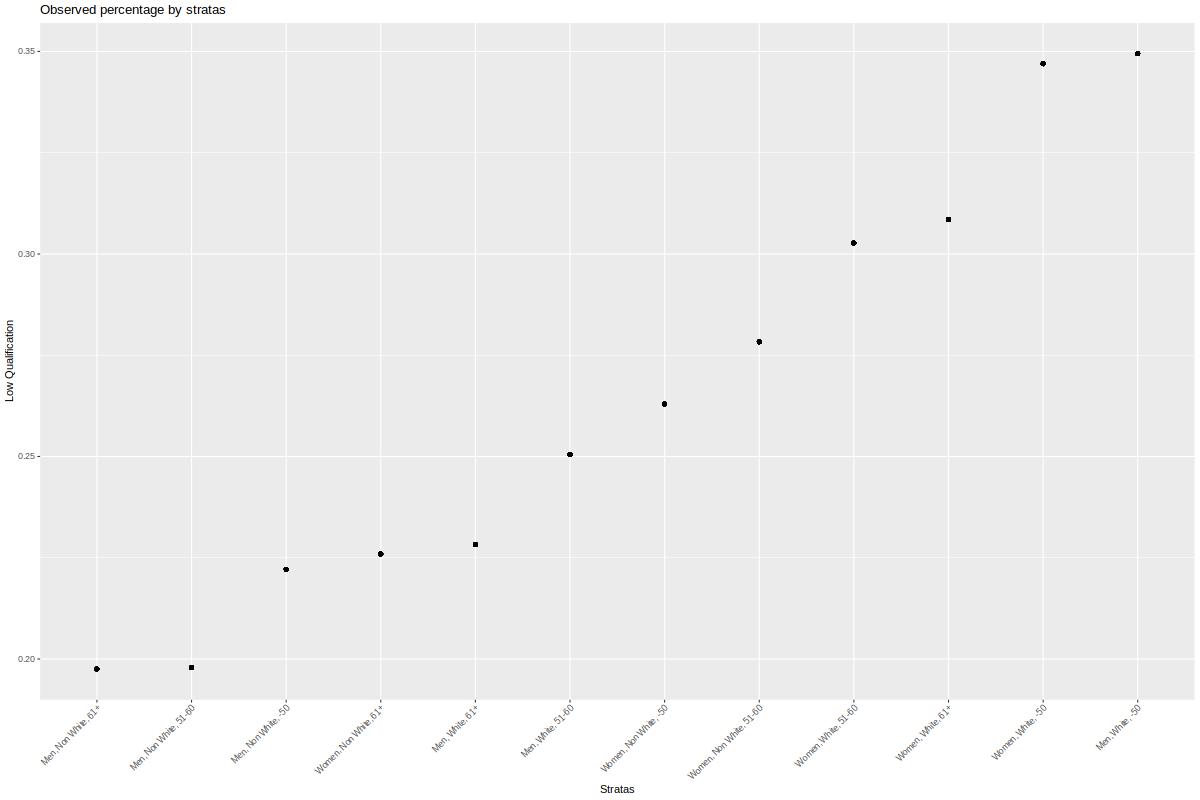 Observed percentage by stratas
Low Qualification
0.35
0.30
0.25
0.20
Men, Non White, 61+
Men, Non White, 51-60
Men, Non White, -50
Women, Non White, 61+
Men, White, 61+
Men, White, 51-60
Women, Non White, -50
Women, Non White, 51-60
Women, White, 51-60
Women, White, 61+
Women, White, -50
Men, White, -50
Stratas